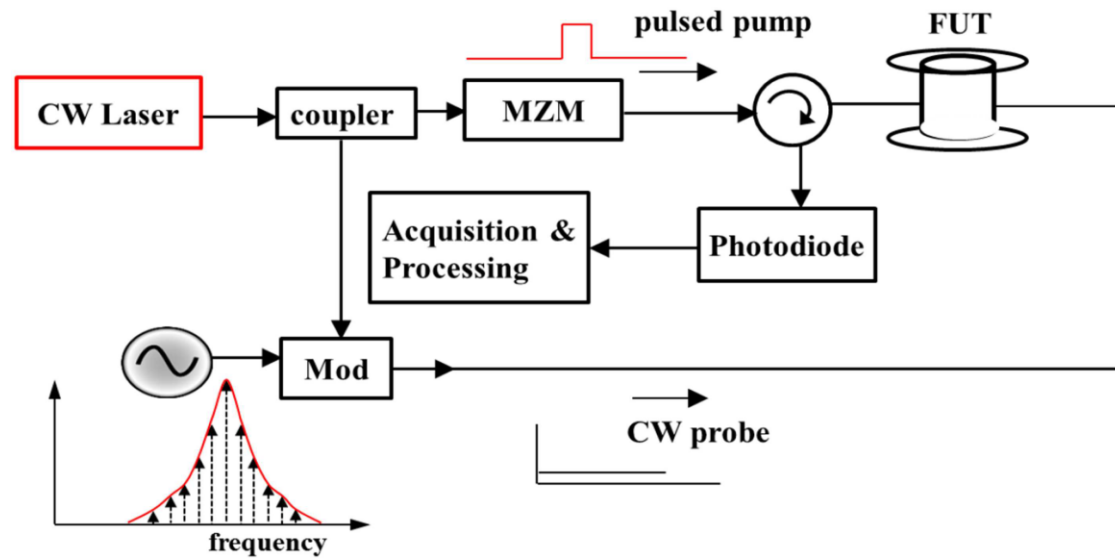 pulsed pump
FUT
CW Laser
coupler
MZM
Acquisition &
Processing
Photodiode
Mod
CW probe
frequency